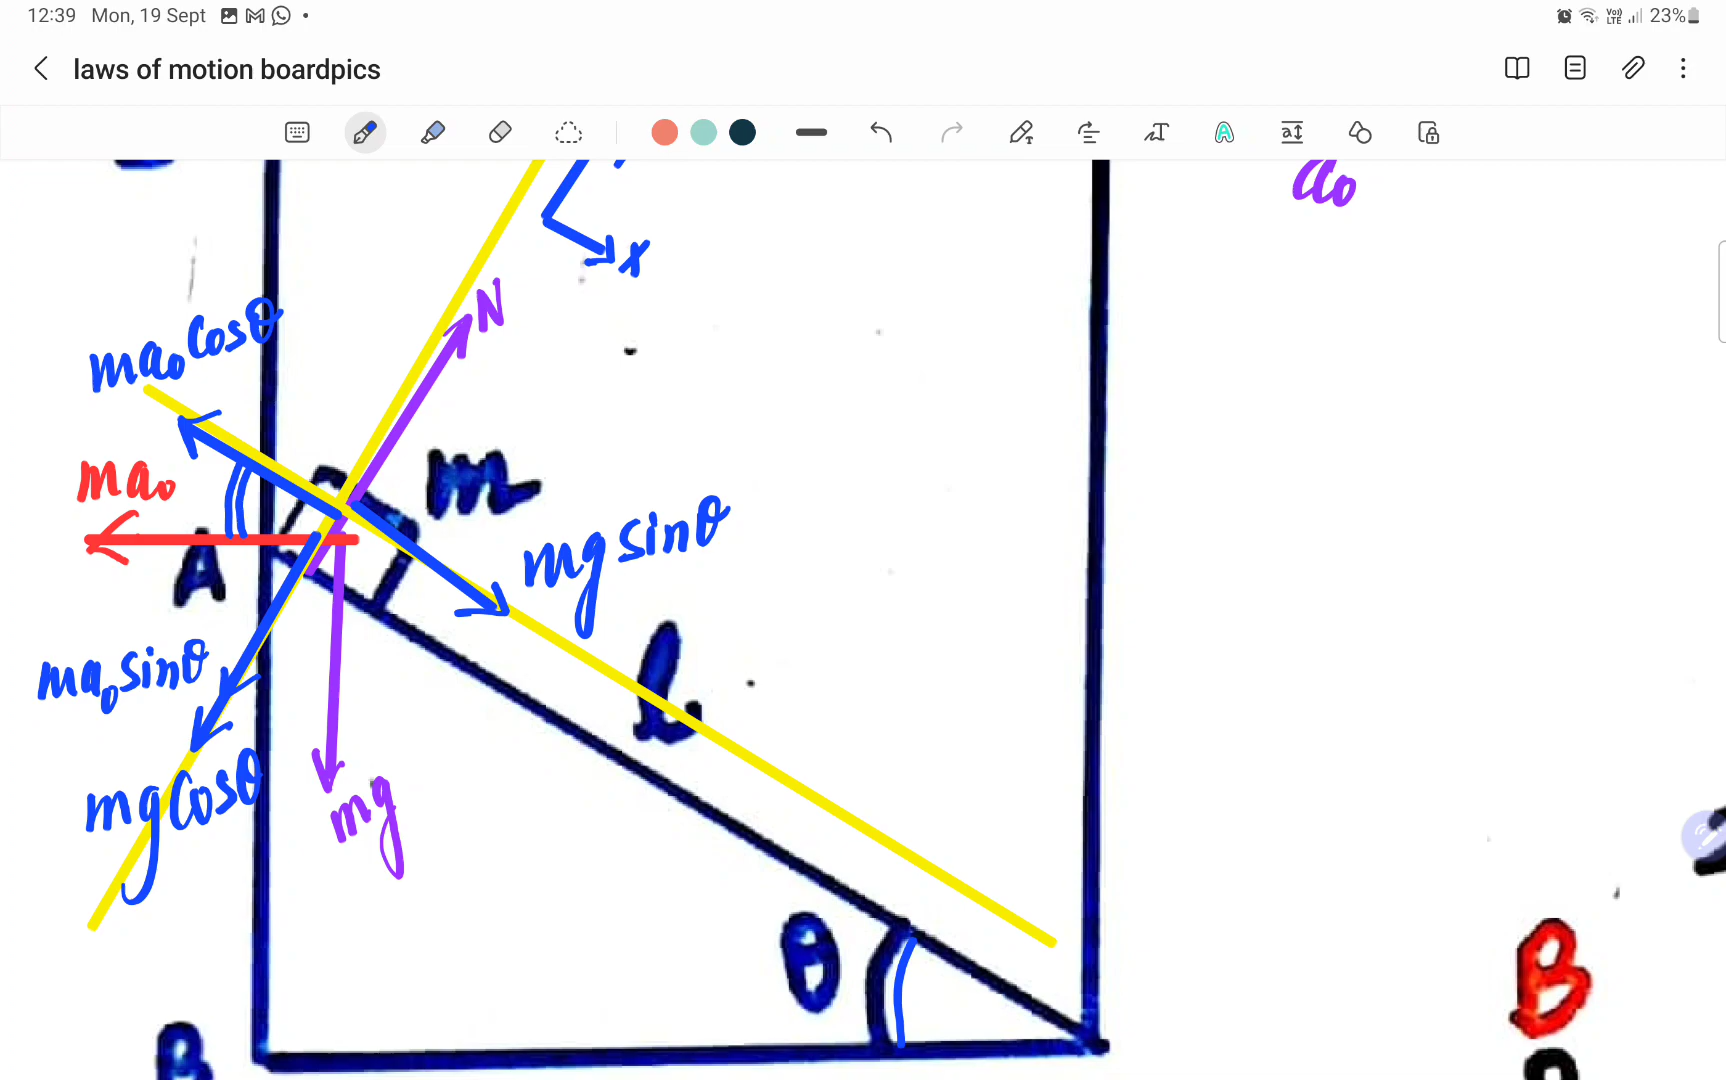 12:39 Mon, 19 Sept 23%
laws of motion boardpics
a₀
x
N
ma₀ cosθ
ma₀
m
A
mg sinθ
ma₀ sinθ
l
mg cosθ
mg
θ
B
B